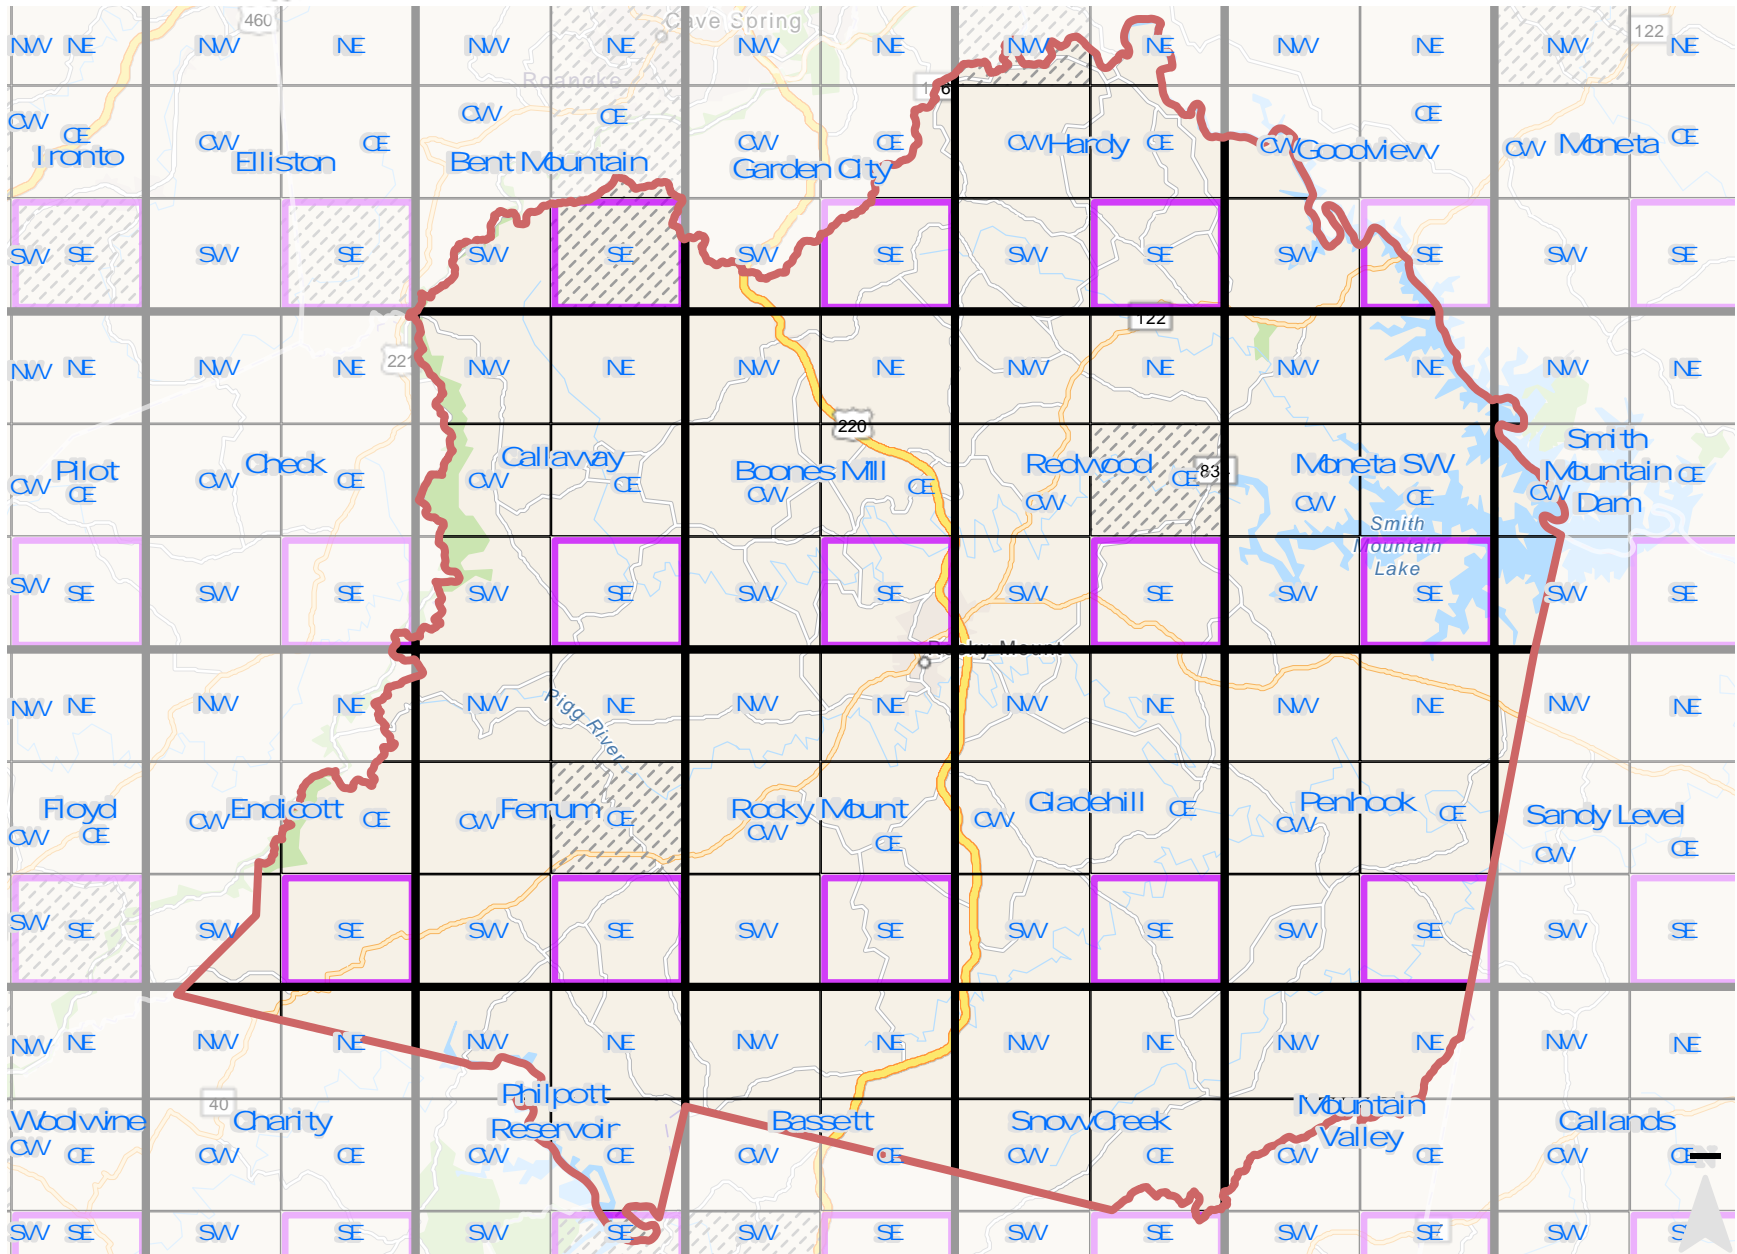 460
Cave Spring
122
NW NE NW NE NW NE NW NE NW NE NW NE NW NE
Roanoke
CW CE CW CE CW CE CW CE CW CE CW CE CW CE
Ironto Elliston Bent Mountain Garden City Hardy Goodview Moneta
SW SE SW SE SW SE SW SE SW SE SW SE SW SE
122
221
NW NE NW NE NW NE NW NE NW NE NW NE NW NE
220
Pilot Check Callaway Boones Mill Redwood Moneta SW Smith
Mountain
Dam
CW CE CW CE CW CE CW CE CW CE CW CE CW CE
Smith
Mountain
Lake
SW SE SW SE SW SE SW SE SW SE SW SE SW SE
Rocky Mount
NW NE NW NE NW NE NW NE NW NE NW NE NW NE
Pigg River
Floyd Endicott Ferrum Rocky Mount Gladehill Penhook Sandy Level
CW CE CW CE CW CE CW CE CW CE CW CE CW CE
SW SE SW SE SW SE SW SE SW SE SW SE SW SE
NW NE NW NE NW NE NW NE NW NE NW NE NW NE
40
Woolwine Charity Philpott
Reservoir
Bassett Snow Creek Mountain
Valley
Callands
CW CE CW CE CW CE CW CE CW CE CW CE CW CE
SW SE SW SE SW SE SW SE SW SE SW SE SW